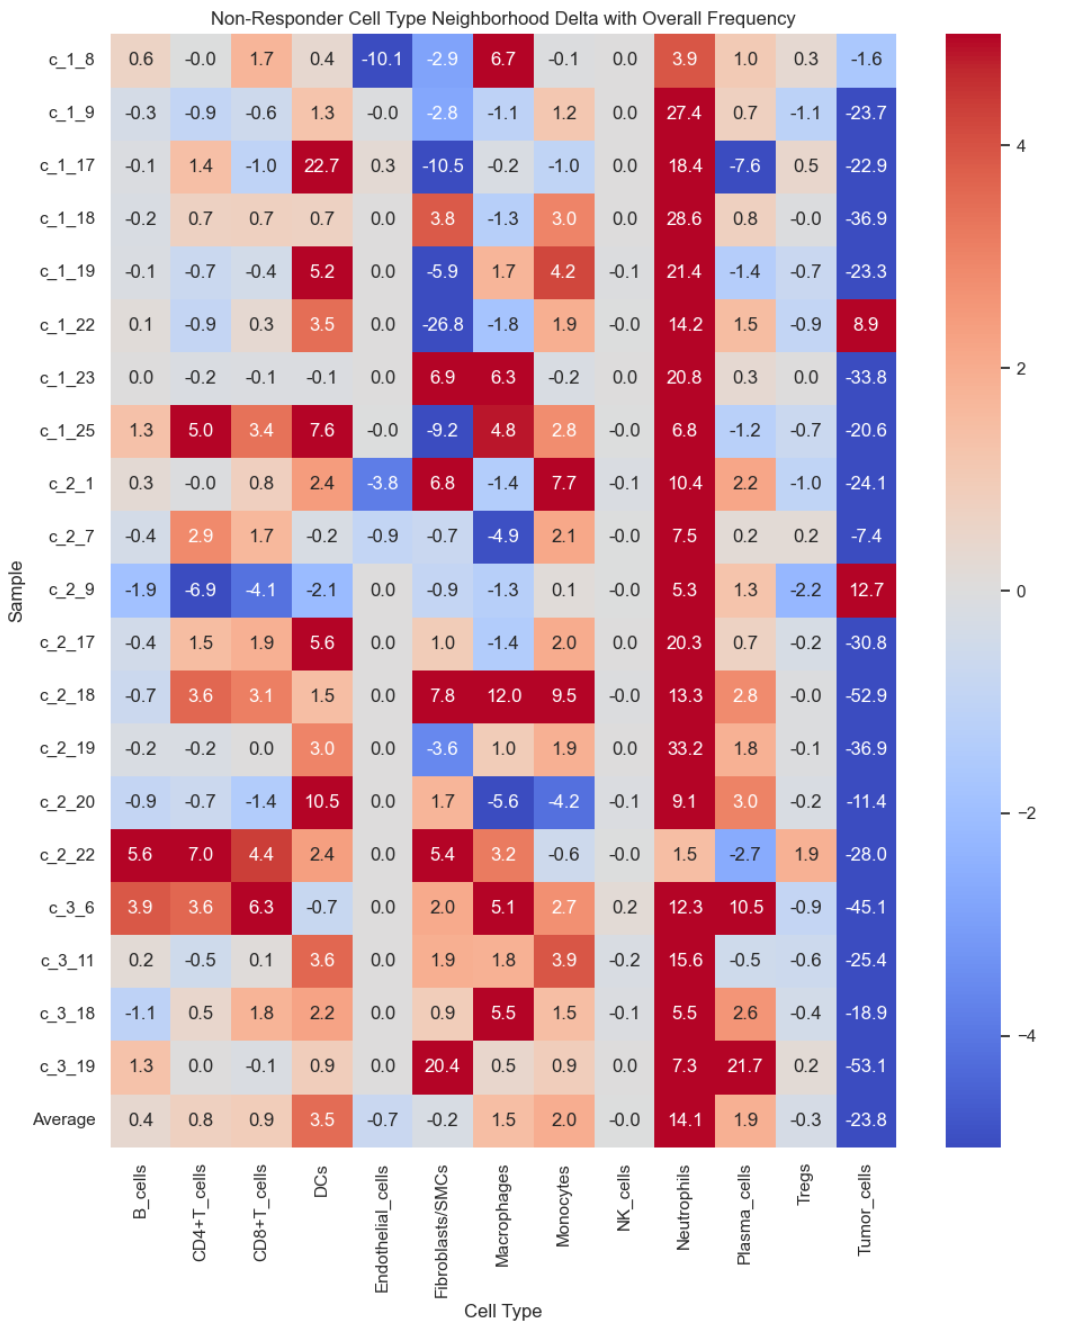 Non-Responder Cell Type Neighborhood Delta with Overall Frequency
c_1_8 0.6 -0.0 1.7 0.4 -10.1 -2.9 6.7 -0.1 0.0 3.9 1.0 0.3 -1.6
c_1_9 -0.3 -0.9 -0.6 1.3 -0.0 -2.8 -1.1 1.2 0.0 27.4 0.7 -1.1 -23.7
c_1_17 -0.1 1.4 -1.0 22.7 0.3 -10.5 -0.2 -1.0 0.0 18.4 -7.6 0.5 -22.9
c_1_18 -0.2 0.7 0.7 0.7 0.0 3.8 -1.3 3.0 0.0 28.6 0.8 -0.0 -36.9
c_1_19 -0.1 -0.7 -0.4 5.2 0.0 -5.9 1.7 4.2 -0.1 21.4 -1.4 -0.7 -23.3
c_1_22 0.1 -0.9 0.3 3.5 0.0 -26.8 -1.8 1.9 -0.0 14.2 1.5 -0.9 8.9
c_1_23 0.0 -0.2 -0.1 -0.1 0.0 6.9 6.3 -0.2 0.0 20.8 0.3 0.0 -33.8
c_1_25 1.3 5.0 3.4 7.6 -0.0 -9.2 4.8 2.8 -0.0 6.8 -1.2 -0.7 -20.6
c_2_1 0.3 -0.0 0.8 2.4 -3.8 6.8 -1.4 7.7 -0.1 10.4 2.2 -1.0 -24.1
c_2_7 -0.4 2.9 1.7 -0.2 -0.9 -0.7 -4.9 2.1 -0.0 7.5 0.2 0.2 -7.4
c_2_9 -1.9 -6.9 -4.1 -2.1 0.0 -0.9 -1.3 0.1 -0.0 5.3 1.3 -2.2 12.7
c_2_17 -0.4 1.5 1.9 5.6 0.0 1.0 -1.4 2.0 0.0 20.3 0.7 -0.2 -30.8
c_2_18 -0.7 3.6 3.1 1.5 0.0 7.8 12.0 9.5 0.0 13.3 2.8 -0.0 -52.9
c_2_19 -0.2 -0.2 0.0 3.0 0.0 -3.6 1.0 1.9 0.0 33.2 1.8 -0.1 -36.9
c_2_20 -0.9 -0.7 -1.4 10.5 0.0 1.7 -5.6 -4.2 -0.1 9.1 3.0 -0.2 -11.4
c_2_22 5.6 7.0 4.4 2.4 0.0 5.4 3.2 -0.6 -0.0 1.5 -2.7 1.9 -28.0
c_3_6 3.9 3.6 6.3 -0.7 0.0 2.0 5.1 2.7 0.2 12.3 10.5 -0.9 -45.1
c_3_11 0.2 -0.5 0.1 3.6 0.0 1.9 1.8 3.9 -0.2 15.6 -0.5 -0.6 -25.4
c_3_18 -1.1 0.5 1.8 2.2 0.0 0.9 5.5 1.5 -0.1 5.5 2.6 -0.4 -18.9
c_3_19 1.3 0.0 -0.1 0.9 0.0 20.4 0.5 0.9 0.0 7.3 21.7 0.2 -53.1
Average 0.4 0.8 0.9 3.5 -0.7 -0.2 1.5 2.0 -0.0 14.1 1.9 -0.3 -23.8
Sample
B_cells
CD4+T_cells
CD8+T_cells
DCs
Endothelial_cells
Fibroblasts/SMCs
Macrophages
Monocytes
NK_cells
Neutrophils
Plasma_cells
Tregs
Tumor_cells
Cell Type
4
2
0
−2
−4